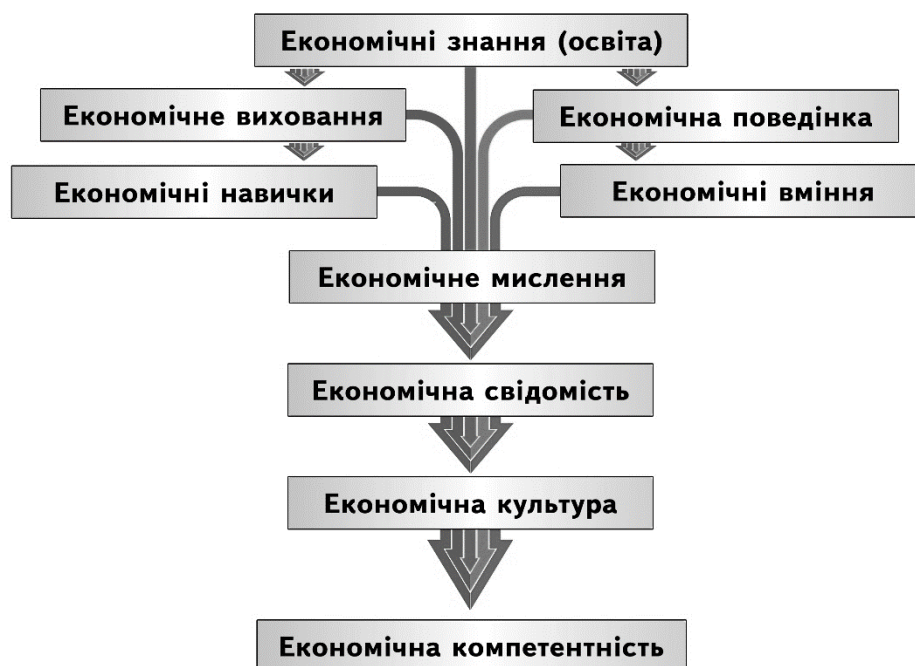 Економічні знання (освіта)
Економічне виховання
Економічна поведінка
Економічні навички
Економічні вміння
Економічне мислення
Економічна свідомість
Економічна культура
Економічна компетентність